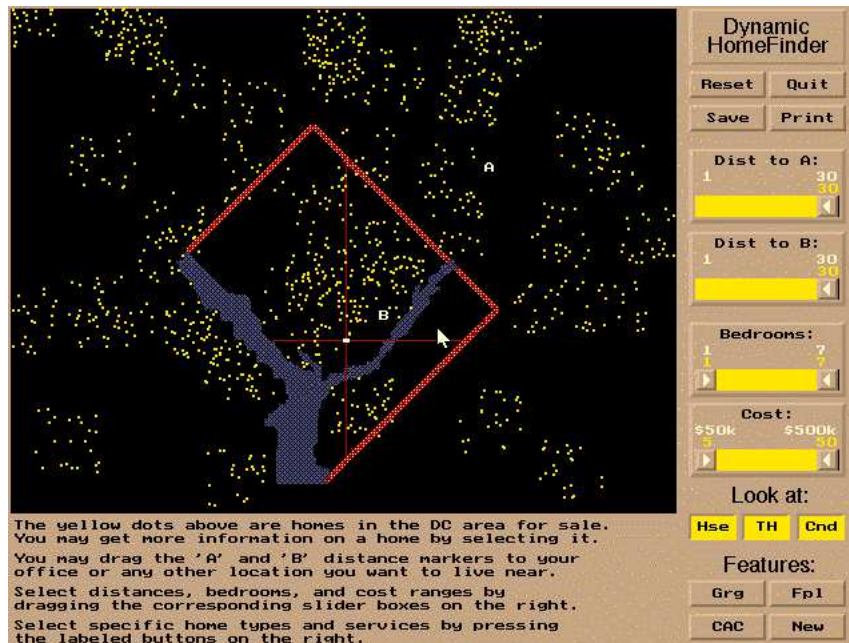 Dynamic
HomeFinder
Reset Quit
Save Print
Dist to A:
1 30
30
Dist to B:
1 30
30
Bedrooms:
1 7
1 7
Cost:
$50k $500k
5 50
Look at:
Hse TH Cnd
Features:
Grg Fpl
CAC New
A
B
The yellow dots above are homes in the DC area for sale.
You may get more information on a home by selecting it.
You may drag the 'A' and 'B' distance markers to your
office or any other location you want to live near.
Select distances, bedrooms, and cost ranges by
dragging the corresponding slider boxes on the right.
Select specific home types and services by pressing
the labeled buttons on the right.